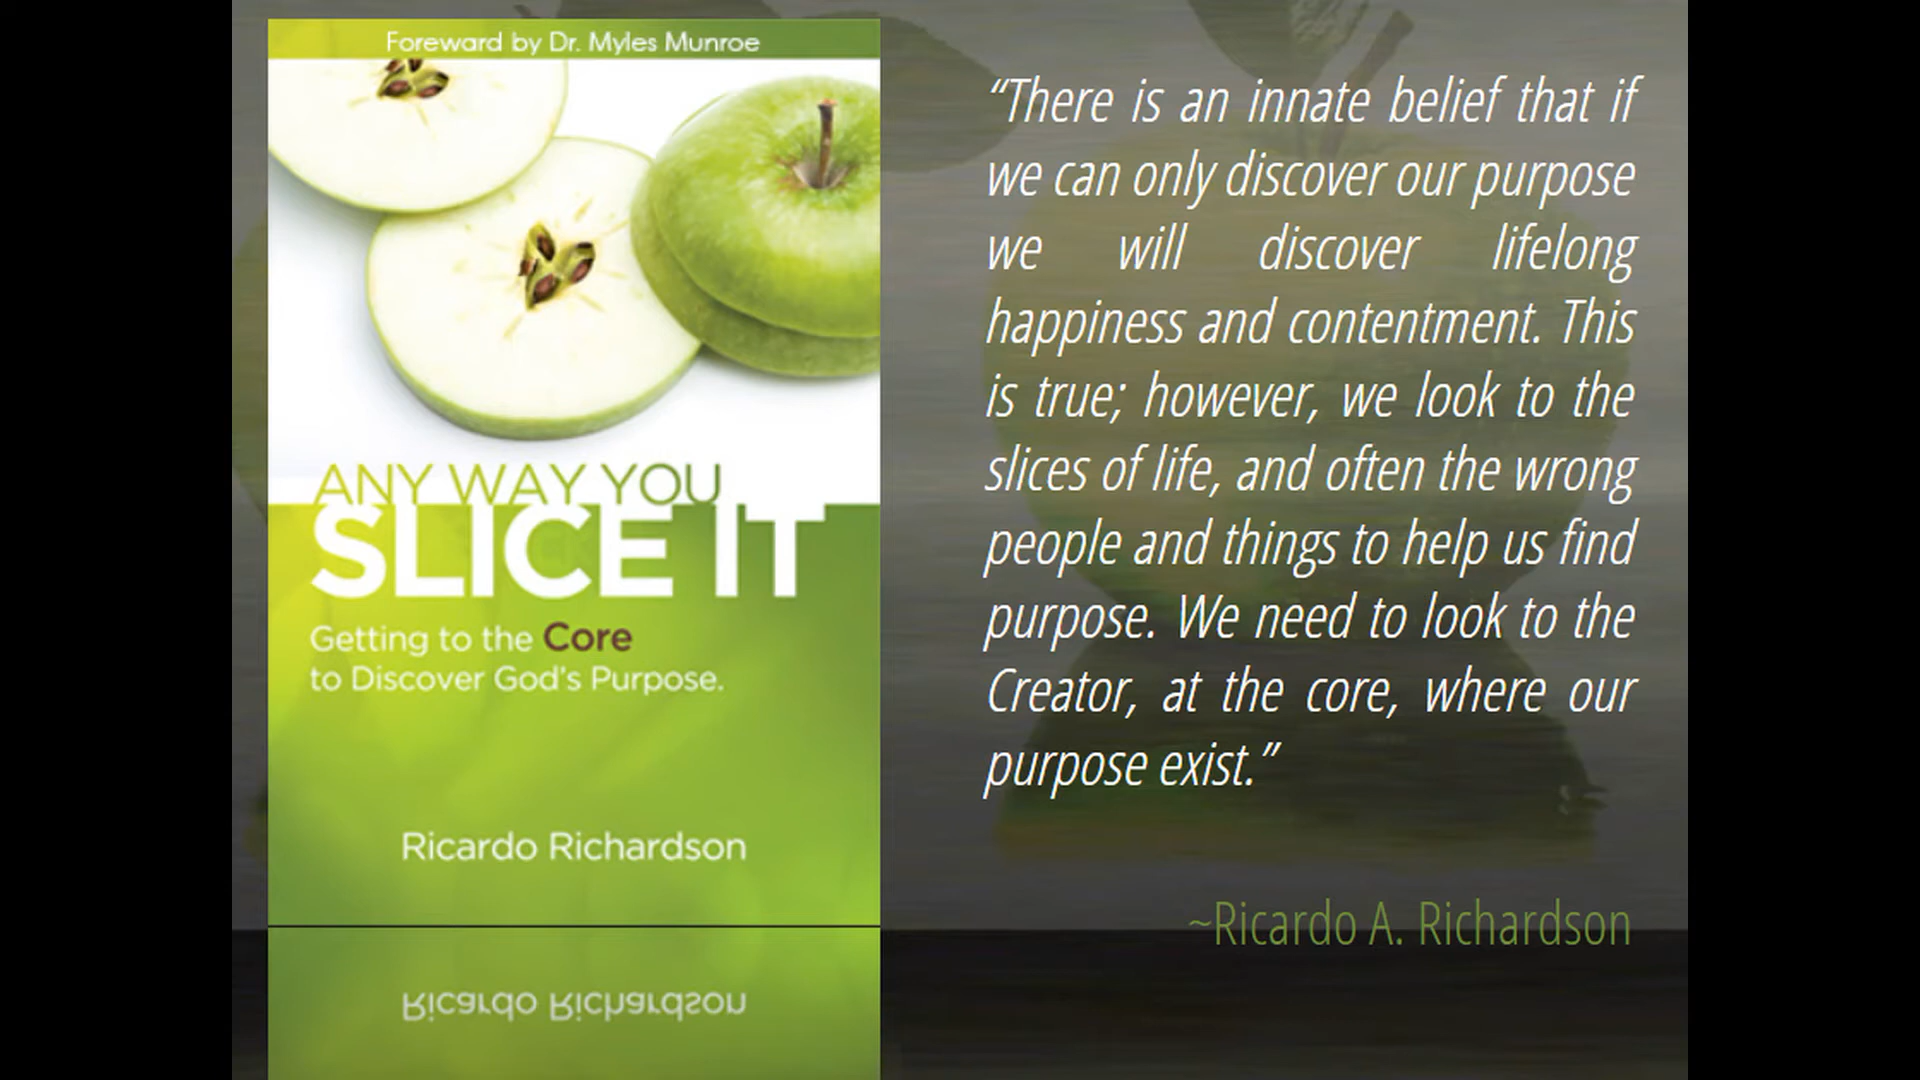 Foreward by Dr. Myles Munroe
ANY WAY YOU
SLICE IT
Getting to the Core
to Discover God's Purpose.
Ricardo Richardson
Ricardo Richardson
“There is an innate belief that if
we can only discover our purpose
we will discover lifelong
happiness and contentment. This
is true; however, we look to the
slices of life, and often the wrong
people and things to help us find
purpose. We need to look to the
Creator, at the core, where our
purpose exist.”
~Ricardo A. Richardson